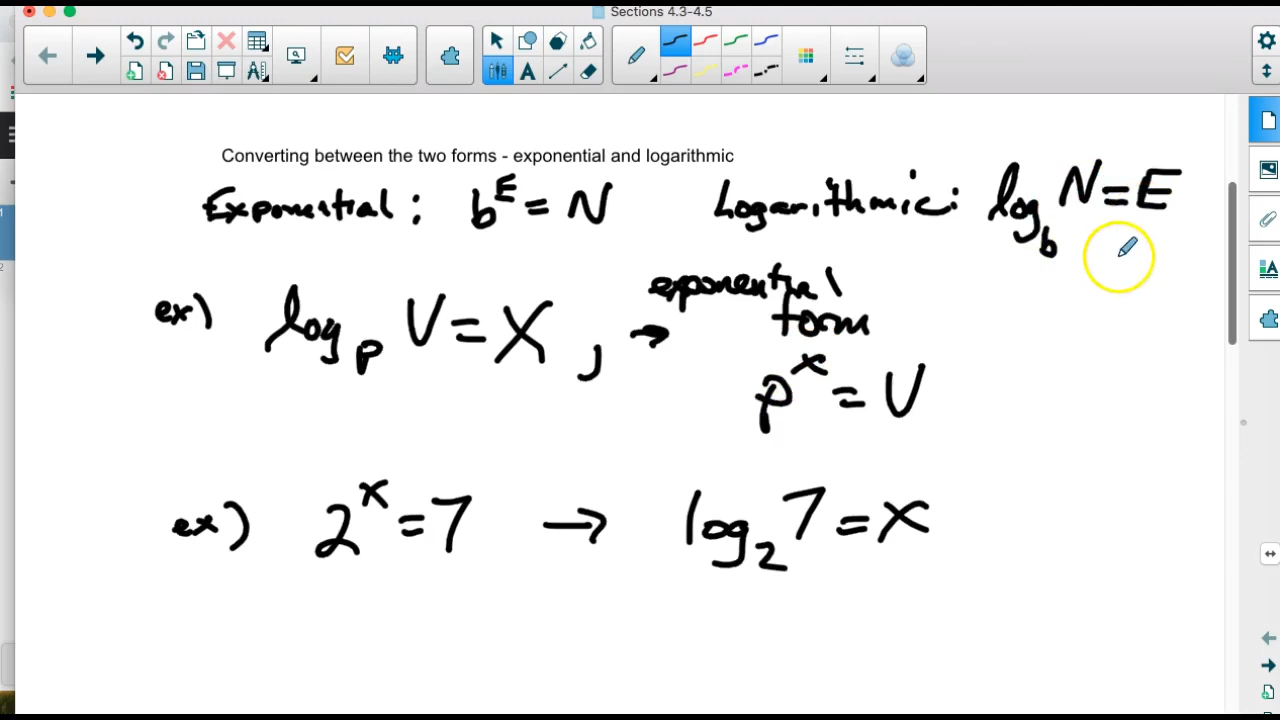 Sections 4.3-4.5
Converting between the two forms - exponential and logarithmic
Exponential : b^E = N Logarithmic : log_b N = E
ex) log_p V = X , → exponential form
p^x = V
ex) 2^x = 7 → log_2 7 = x